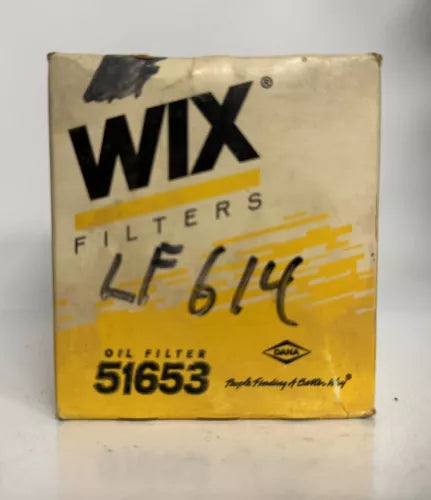 WIX®
FILTERS
LF614
OIL FILTER
51653
DANA
People Finding A Better Way®